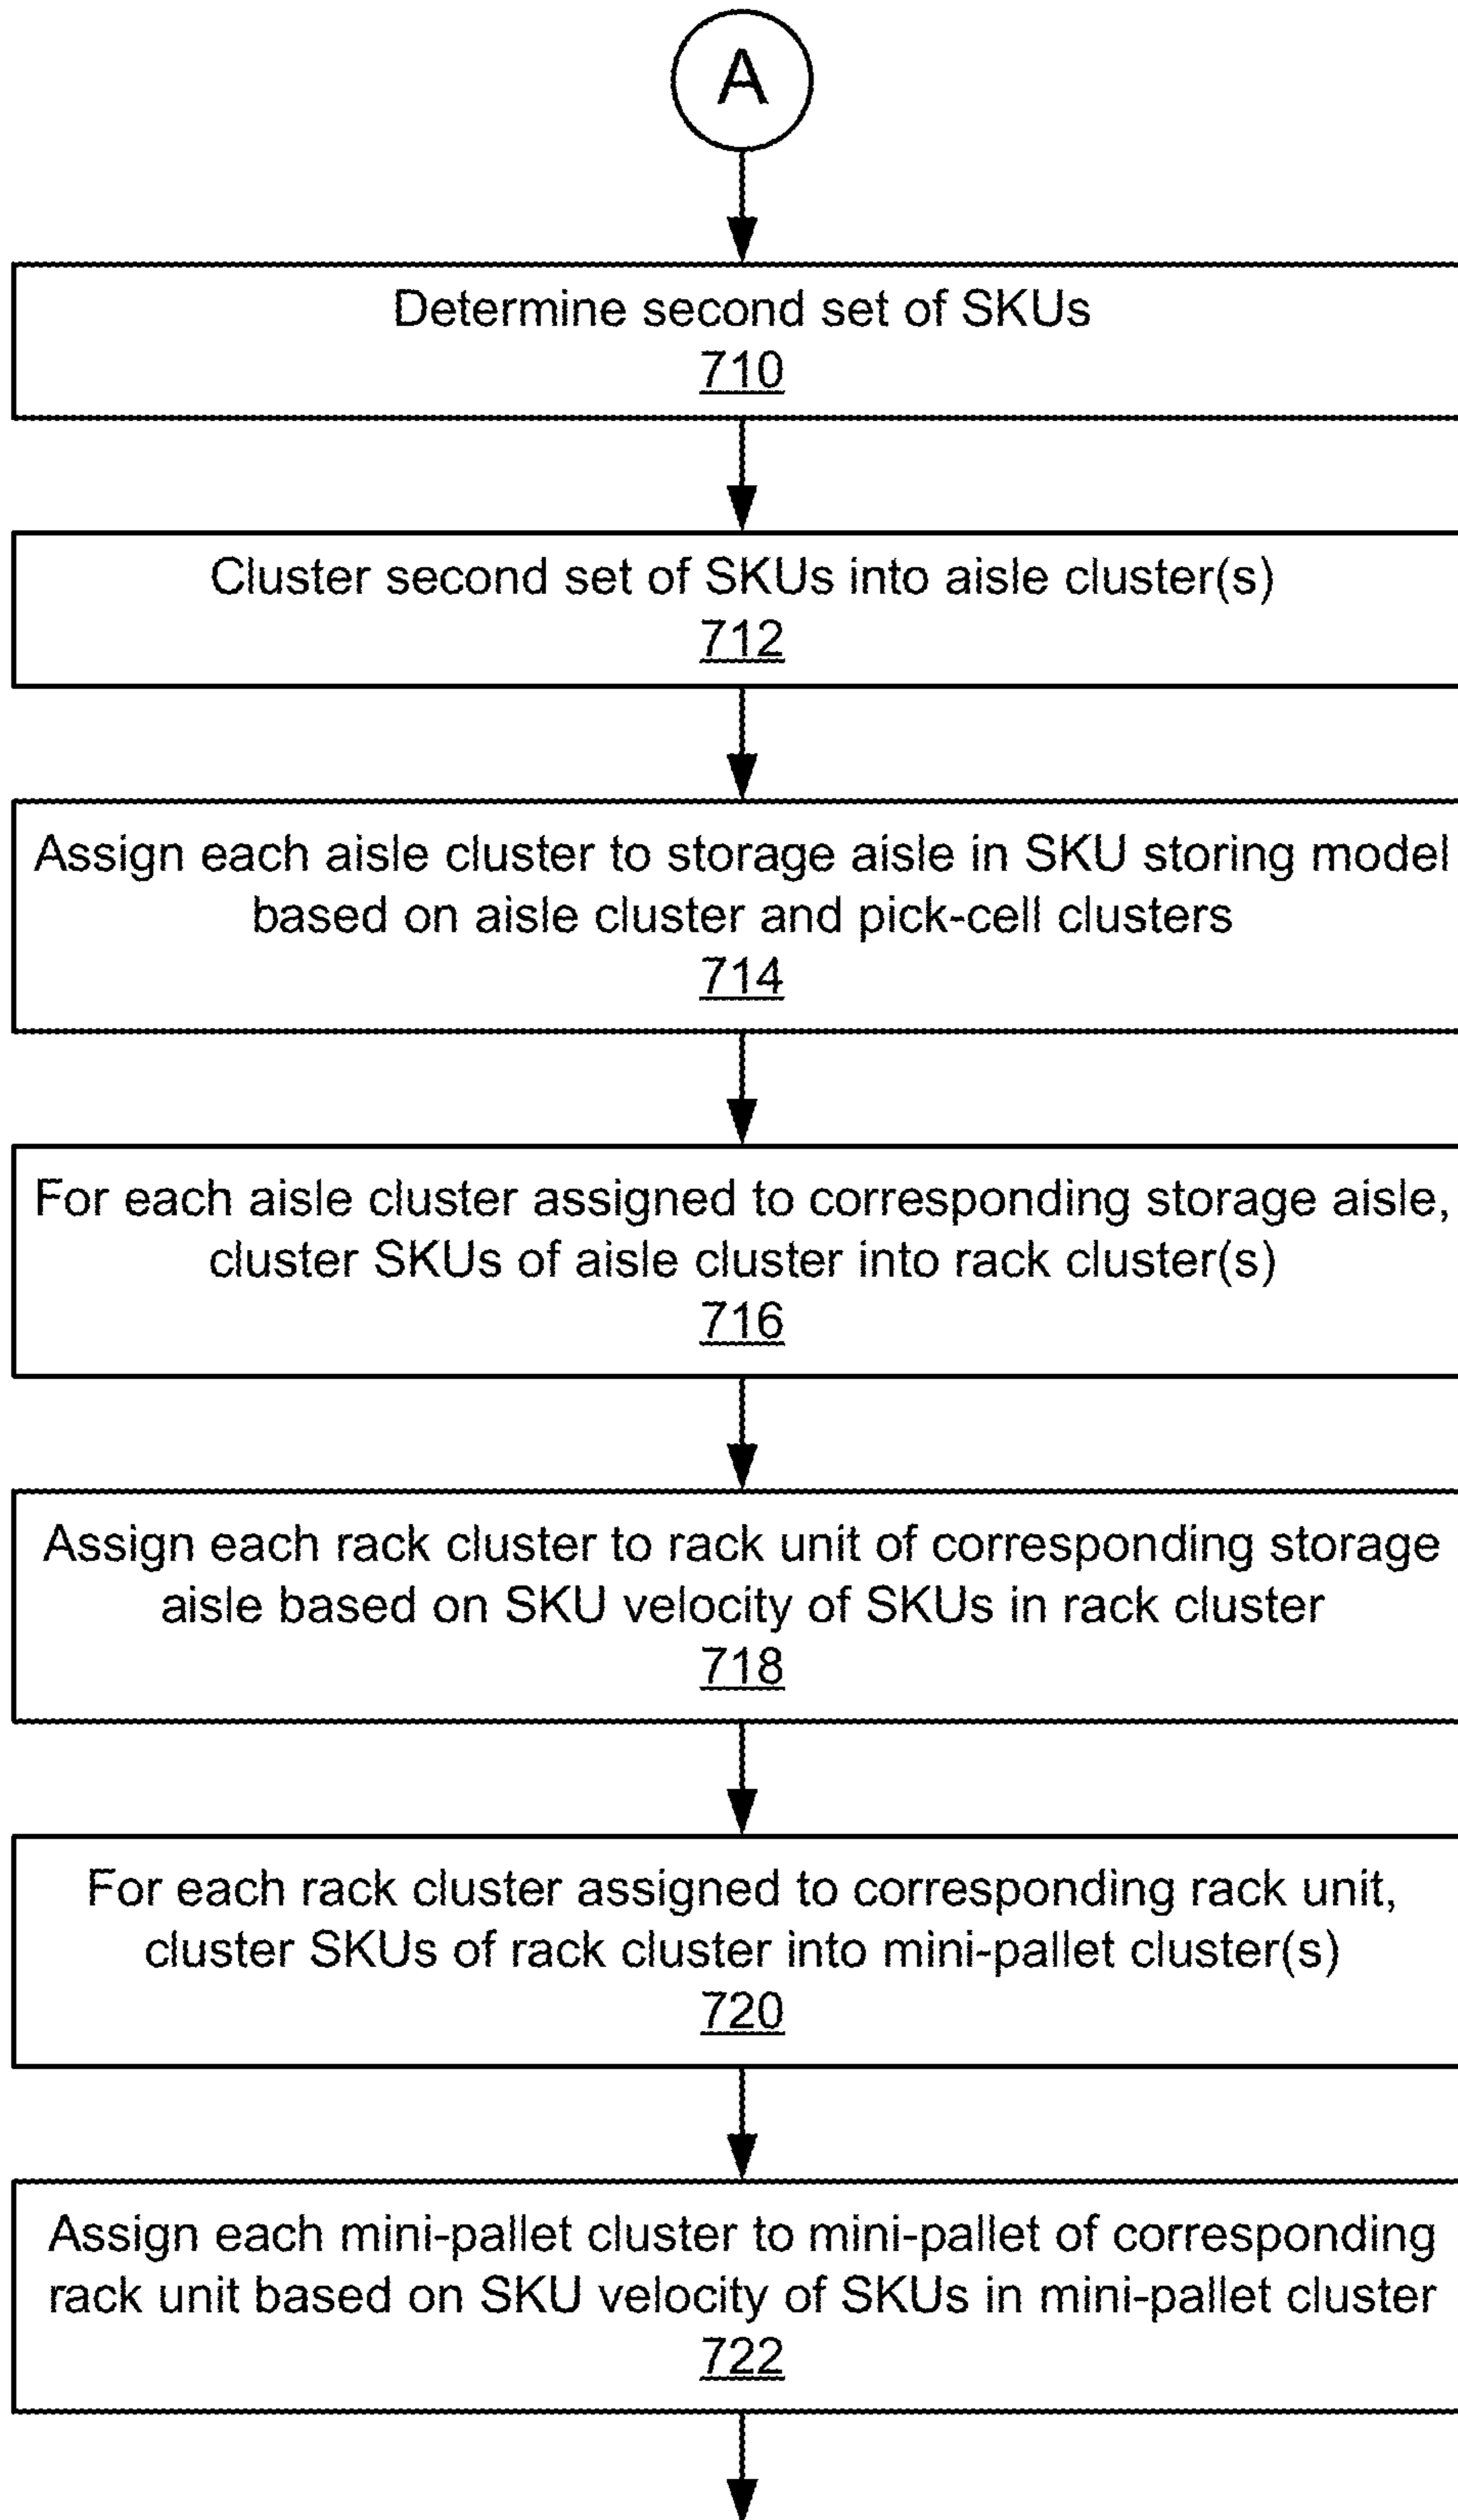 A
Determine second set of SKUs
710
Cluster second set of SKUs into aisle cluster(s)
712
Assign each aisle cluster to storage aisle in SKU storing model
based on aisle cluster and pick-cell clusters
714
For each aisle cluster assigned to corresponding storage aisle,
cluster SKUs of aisle cluster into rack cluster(s)
716
Assign each rack cluster to rack unit of corresponding storage
aisle based on SKU velocity of SKUs in rack cluster
718
For each rack cluster assigned to corresponding rack unit,
cluster SKUs of rack cluster into mini-pallet cluster(s)
720
Assign each mini-pallet cluster to mini-pallet of corresponding
rack unit based on SKU velocity of SKUs in mini-pallet cluster
722